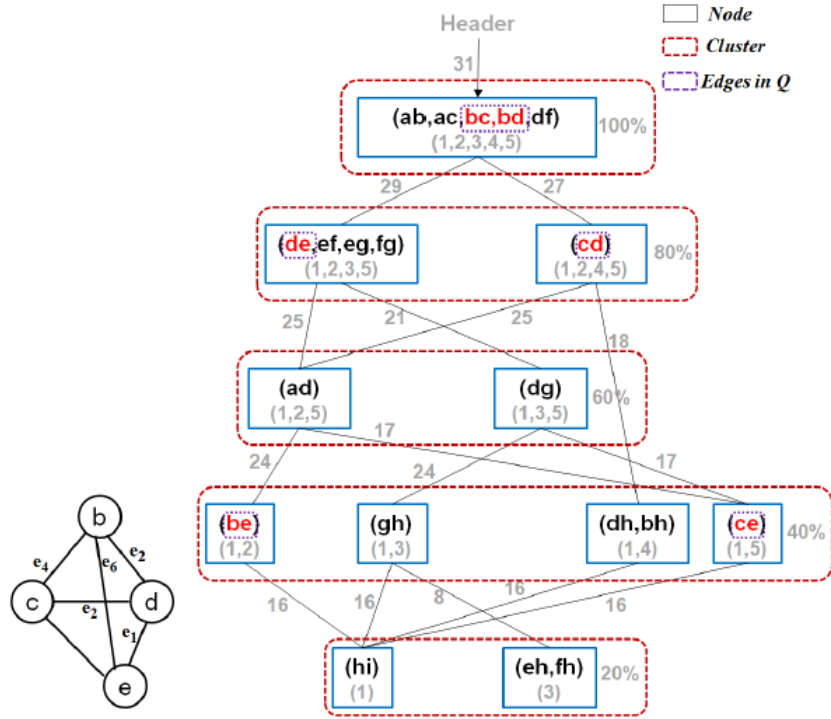 Header
Node
Cluster
Edges in Q
31
(ab,ac,bc,bd,df)
(1,2,3,4,5)
100%
29
27
(de,ef,eg,fg)
(1,2,3,5)
(cd)
(1,2,4,5)
80%
25
21
25
18
(ad)
(1,2,5)
(dg)
(1,3,5)
60%
24
17
24
17
(be)
(1,2)
(gh)
(1,3)
(dh,bh)
(1,4)
(ce)
(1,5)
40%
16
16
8
16
16
(hi)
(1)
(eh,fh)
(3)
20%
b
e4
e6
e2
c
e2
d
e1
e